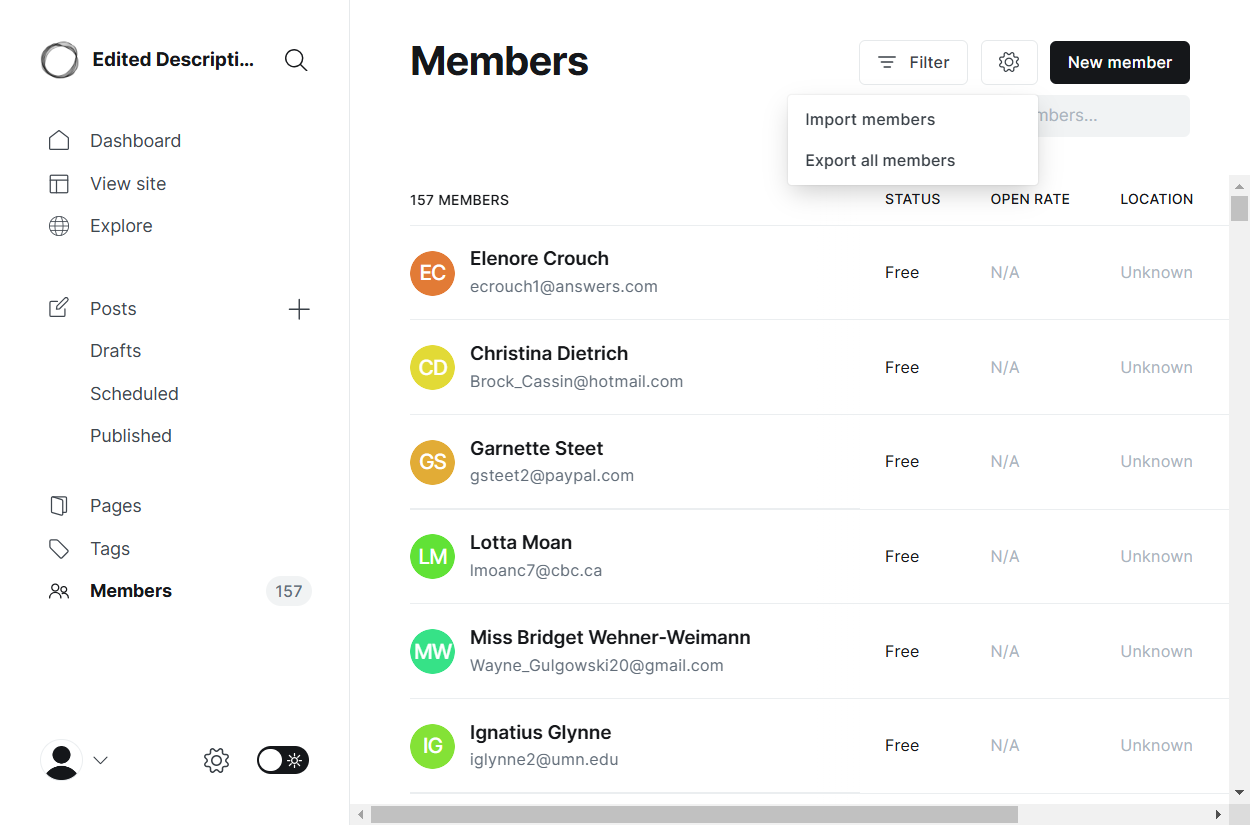 Edited Descripti...
Dashboard
View site
Explore
Posts
Drafts
Scheduled
Published
Pages
Tags
Members 157
Members
Filter
New member
Import members
Export all members
157 MEMBERS STATUS OPEN RATE LOCATION
EC Elenore Crouch
ecrouch1@answers.com
Free N/A Unknown
CD Christina Dietrich
Brock_Cassin@hotmail.com
Free N/A Unknown
GS Garnette Steet
gsteet2@paypal.com
Free N/A Unknown
LM Lotta Moan
lmoanc7@cbc.ca
Free N/A Unknown
MW Miss Bridget Wehner-Weimann
Wayne_Gulgowski20@gmail.com
Free N/A Unknown
IG Ignatius Glynne
iglynne2@umn.edu
Free N/A Unknown